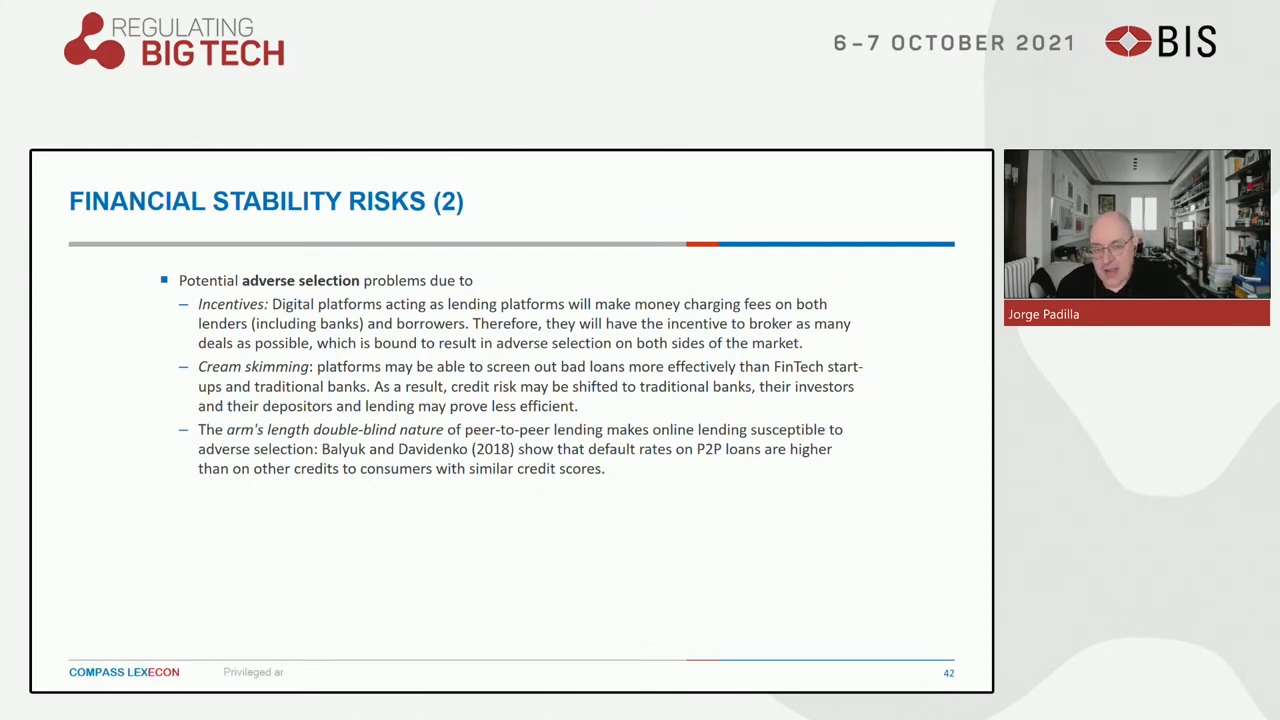 REGULATING
BIG TECH
6–7 OCTOBER 2021
BIS
FINANCIAL STABILITY RISKS (2)
Potential adverse selection problems due to
– Incentives: Digital platforms acting as lending platforms will make money charging fees on both
lenders (including banks) and borrowers. Therefore, they will have the incentive to broker as many
deals as possible, which is bound to result in adverse selection on both sides of the market.
– Cream skimming: platforms may be able to screen out bad loans more effectively than FinTech start-
ups and traditional banks. As a result, credit risk may be shifted to traditional banks, their investors
and their depositors and lending may prove less efficient.
– The arm's length double-blind nature of peer-to-peer lending makes online lending susceptible to
adverse selection: Balyuk and Davidenko (2018) show that default rates on P2P loans are higher
than on other credits to consumers with similar credit scores.
Jorge Padilla
COMPASS LEXECON
Privileged ar
42